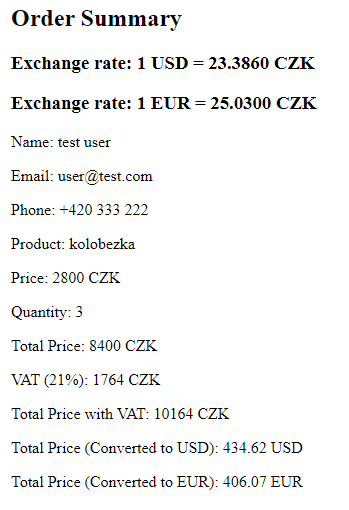 Order Summary
Exchange rate: 1 USD = 23.3860 CZK
Exchange rate: 1 EUR = 25.0300 CZK
Name: test user
Email: user@test.com
Phone: +420 333 222
Product: kolobezka
Price: 2800 CZK
Quantity: 3
Total Price: 8400 CZK
VAT (21%): 1764 CZK
Total Price with VAT: 10164 CZK
Total Price (Converted to USD): 434.62 USD
Total Price (Converted to EUR): 406.07 EUR